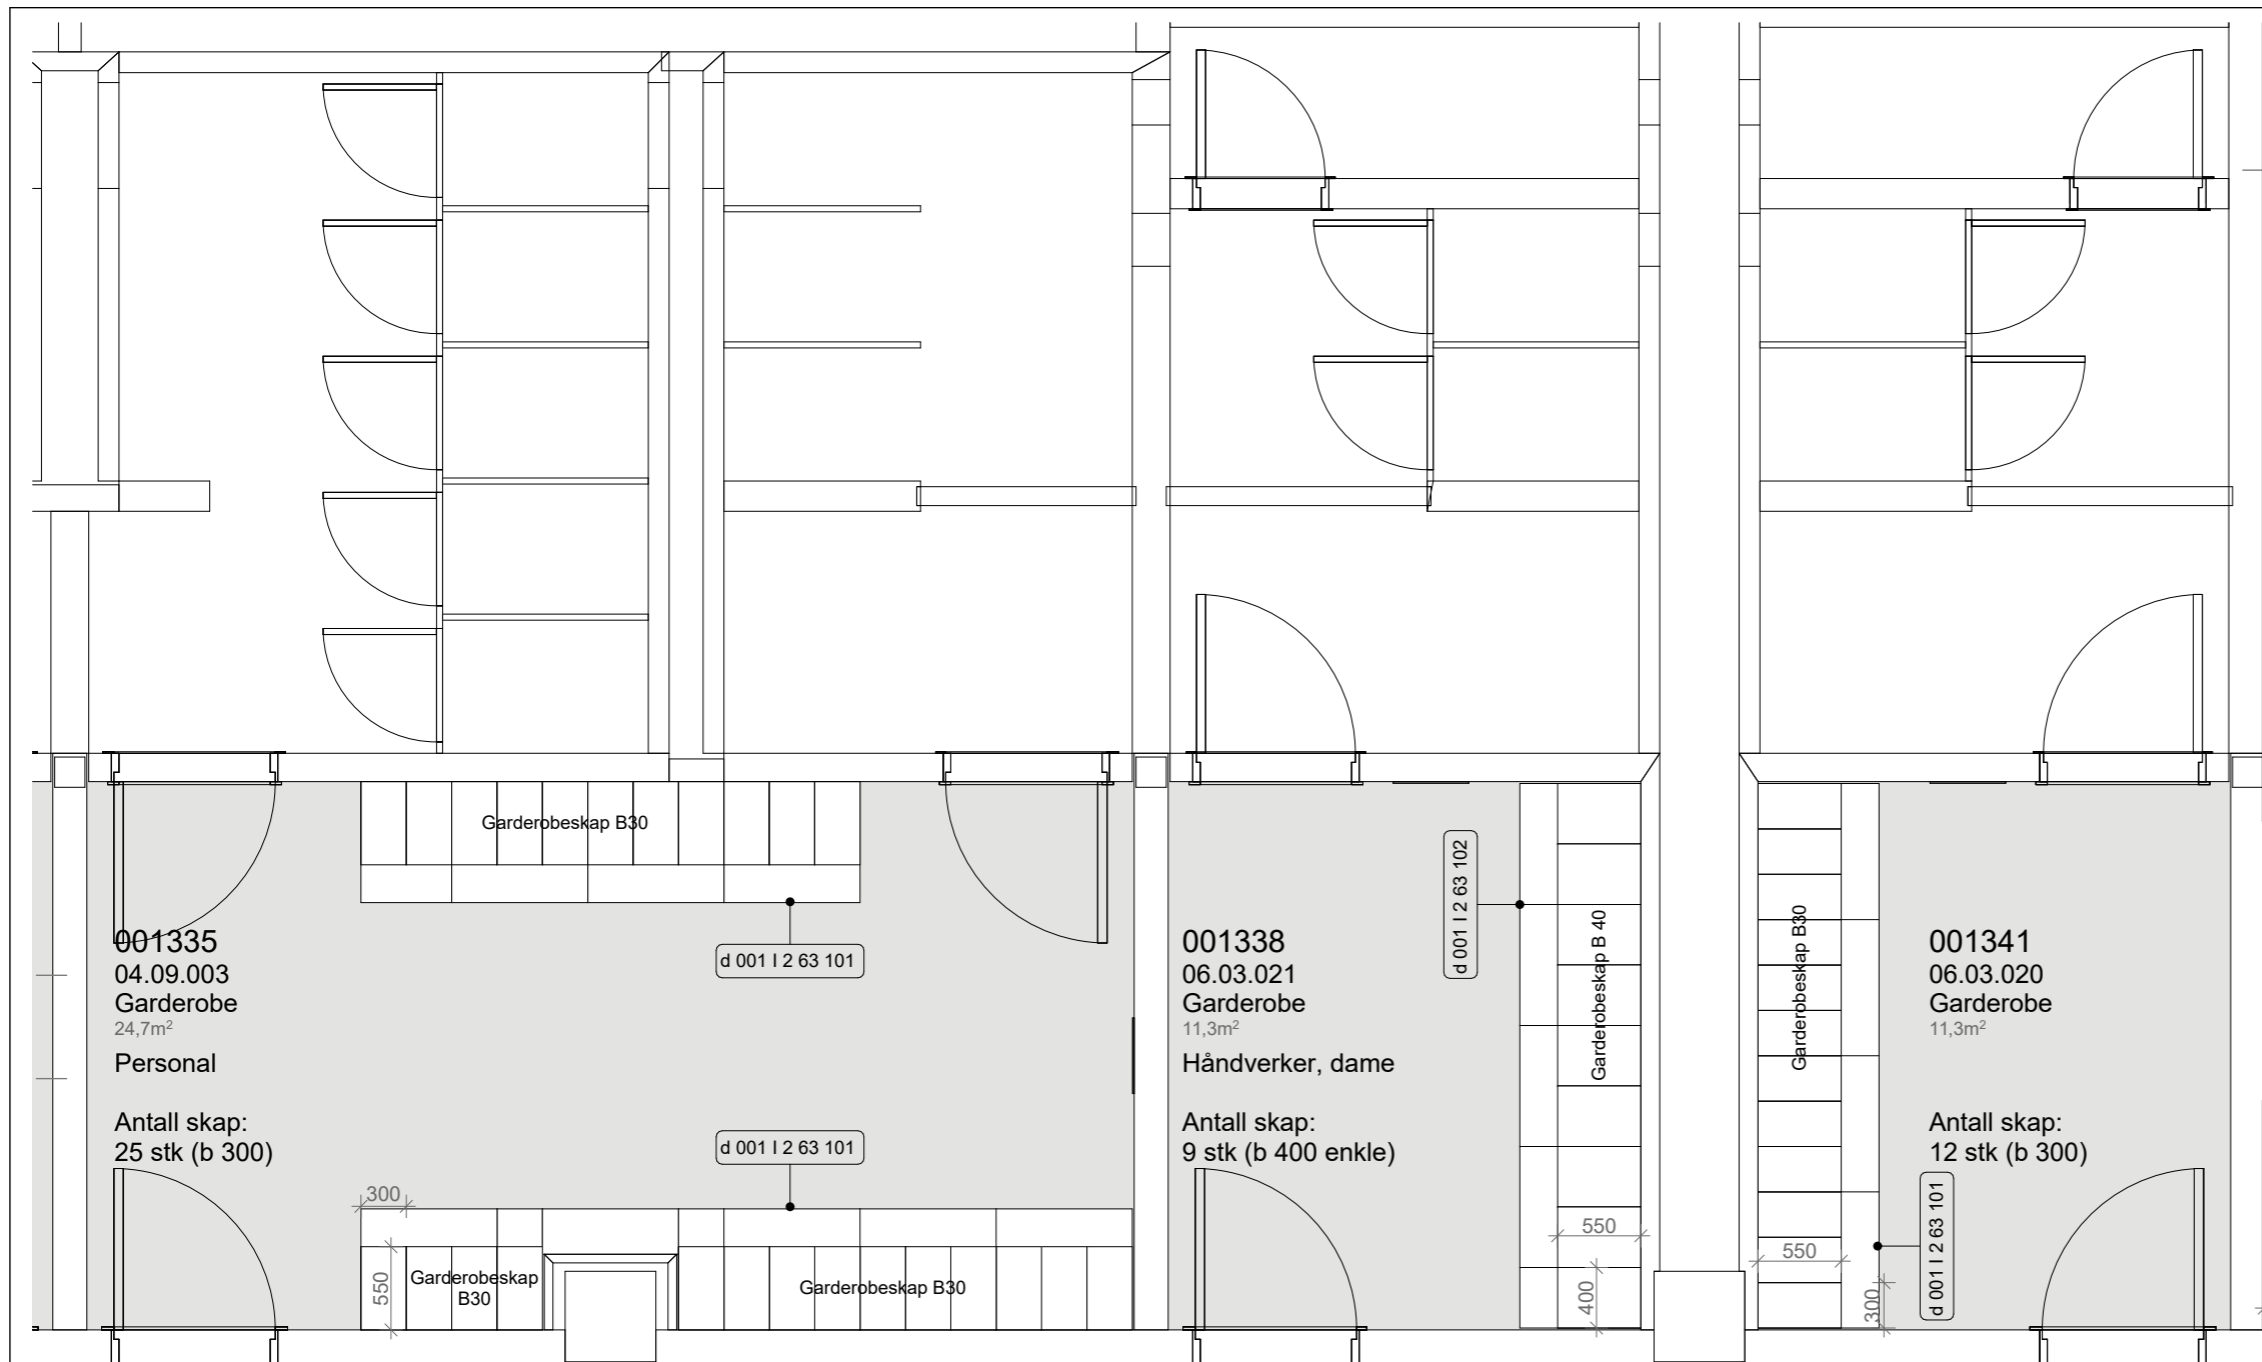 Garderobeskap B30
d 001 I 2 63 101
001335
04.09.003
Garderobe
24,7m²
Personal
Antall skap:
25 stk (b 300)
d 001 I 2 63 101
300
550
Garderobeskap
B30
Garderobeskap B30
001338
06.03.021
Garderobe
11,3m²
Håndverker, dame
Antall skap:
9 stk (b 400 enkle)
d 001 I 2 63 102
Garderobeskap B 40
550
400
Garderobeskap B30
550
300
001341
06.03.020
Garderobe
11,3m²
Antall skap:
12 stk (b 300)
d 001 I 2 63 101